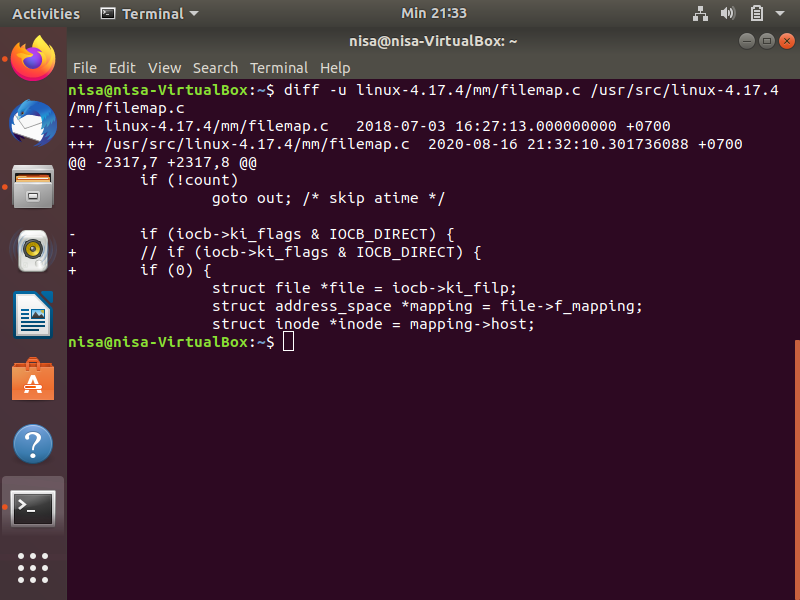 Activities Terminal Min 21:33
nisa@nisa-VirtualBox: ~
File Edit View Search Terminal Help
nisa@nisa-VirtualBox:~$ diff -u linux-4.17.4/mm/filemap.c /usr/src/linux-4.17.4
/mm/filemap.c
--- linux-4.17.4/mm/filemap.c   2018-07-03 16:27:13.000000000 +0700
+++ /usr/src/linux-4.17.4/mm/filemap.c  2020-08-16 21:32:10.301736088 +0700
@@ -2317,7 +2317,8 @@
        if (!count)
                goto out; /* skip atime */
-       if (iocb->ki_flags & IOCB_DIRECT) {
+       // if (iocb->ki_flags & IOCB_DIRECT) {
+       if (0) {
                struct file *file = iocb->ki_filp;
                struct address_space *mapping = file->f_mapping;
                struct inode *inode = mapping->host;
nisa@nisa-VirtualBox:~$